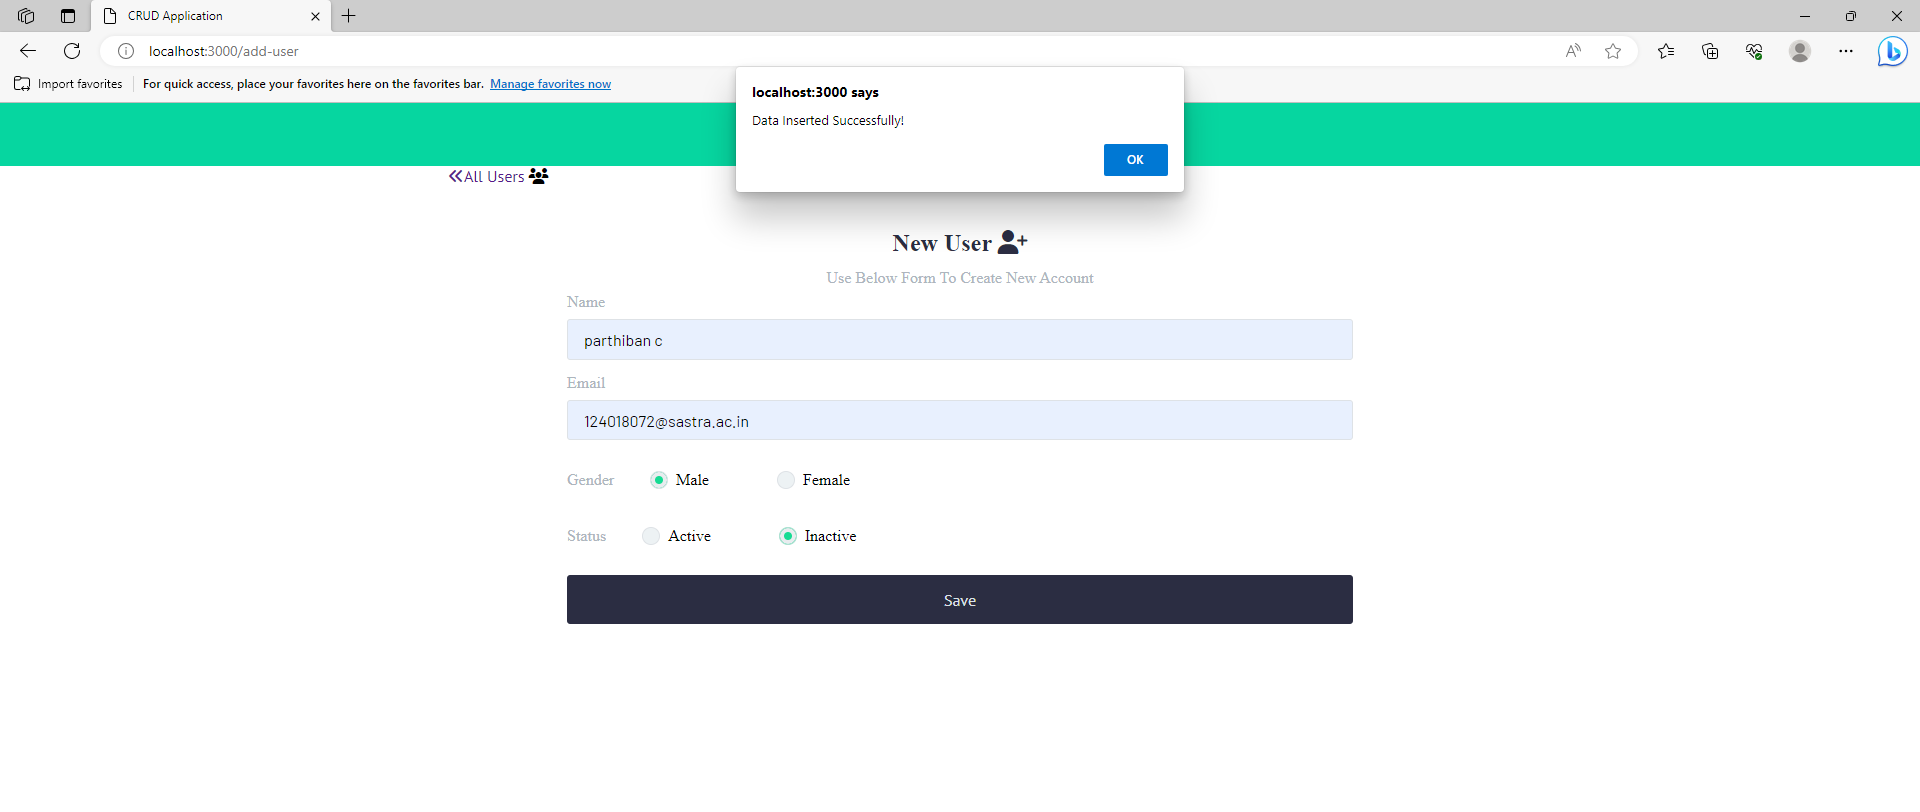 CRUD Application
localhost:3000/add-user
Import favorites
For quick access, place your favorites here on the favorites bar. Manage favorites now
localhost:3000 says
Data Inserted Successfully!
OK
All Users
New User
Use Below Form To Create New Account
Name
parthiban c
Email
124018072@sastra.ac.in
Gender Male Female
Status Active Inactive
Save